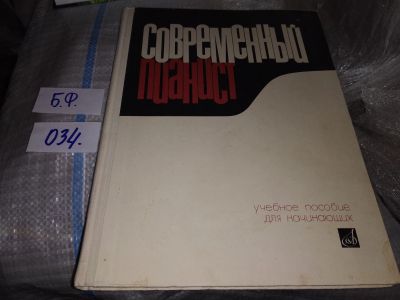 современный
пианист
Б.Ф.
034.
учебное пособие
для начинающих